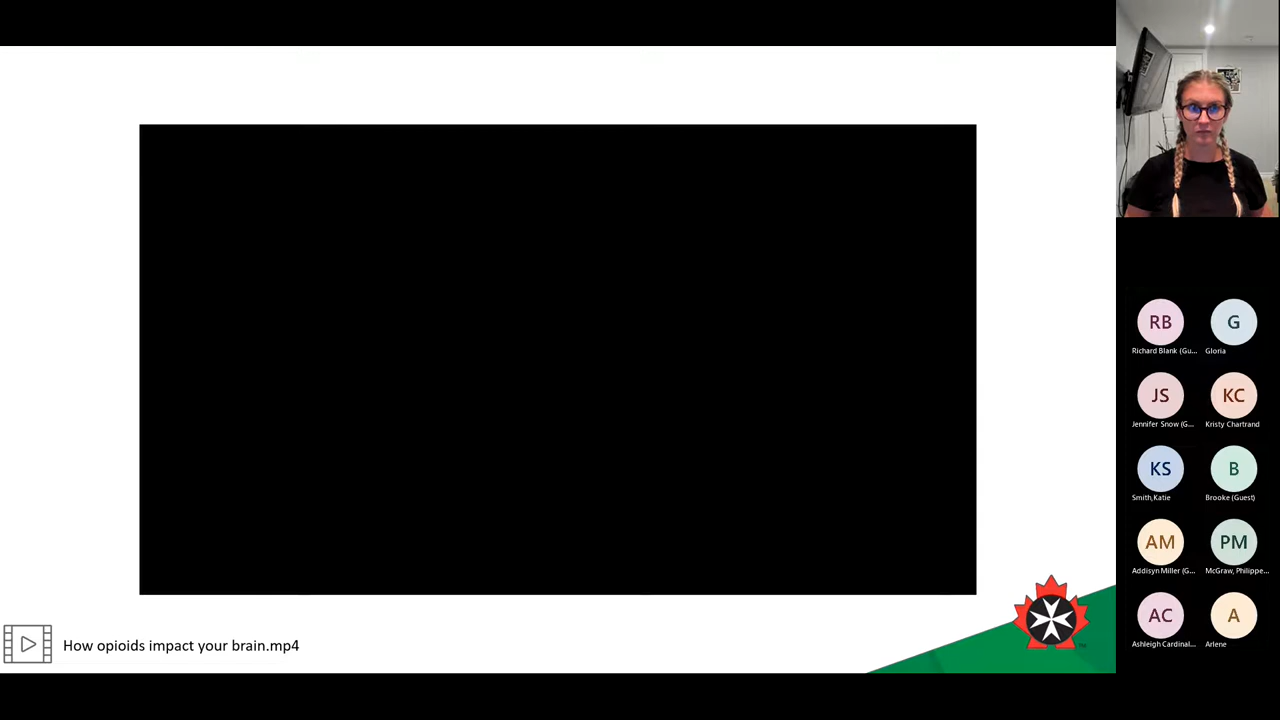 How opioids impact your brain.mp4
RB
G
Richard Blank (Gu...
Gloria
JS
KC
Jennifer Snow (G...
Kristy Chartrand
KS
B
Smith,Katie
Brooke (Guest)
AM
PM
Addisyn Miller (G...
McGraw, Philippe...
AC
A
Ashleigh Cardinal...
Arlene